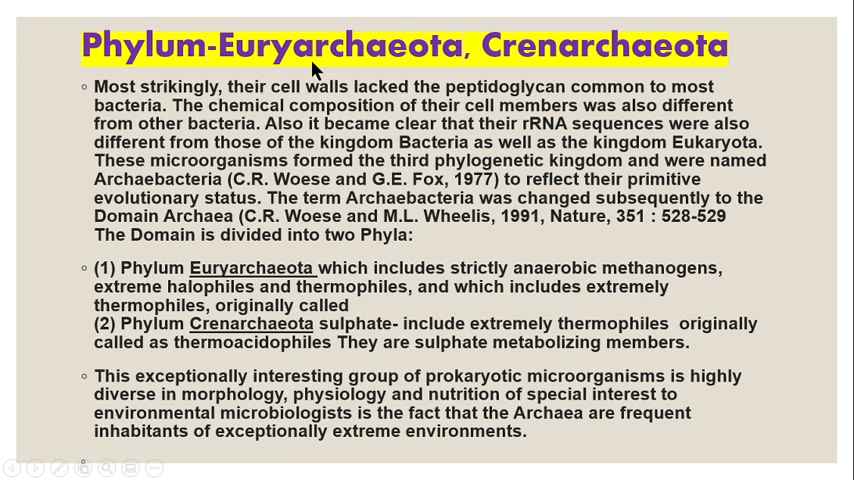 Phylum-Euryarchaeota, Crenarchaeota
Most strikingly, their cell walls lacked the peptidoglycan common to most
bacteria. The chemical composition of their cell members was also different
from other bacteria. Also it became clear that their rRNA sequences were also
different from those of the kingdom Bacteria as well as the kingdom Eukaryota.
These microorganisms formed the third phylogenetic kingdom and were named
Archaebacteria (C.R. Woese and G.E. Fox, 1977) to reflect their primitive
evolutionary status. The term Archaebacteria was changed subsequently to the
Domain Archaea (C.R. Woese and M.L. Wheelis, 1991, Nature, 351 : 528-529
The Domain is divided into two Phyla:
(1) Phylum Euryarchaeota which includes strictly anaerobic methanogens,
extreme halophiles and thermophiles, and which includes extremely
thermophiles, originally called
(2) Phylum Crenarchaeota sulphate- include extremely thermophiles originally
called as thermoacidophiles They are sulphate metabolizing members.
This exceptionally interesting group of prokaryotic microorganisms is highly
diverse in morphology, physiology and nutrition of special interest to
environmental microbiologists is the fact that the Archaea are frequent
inhabitants of exceptionally extreme environments.